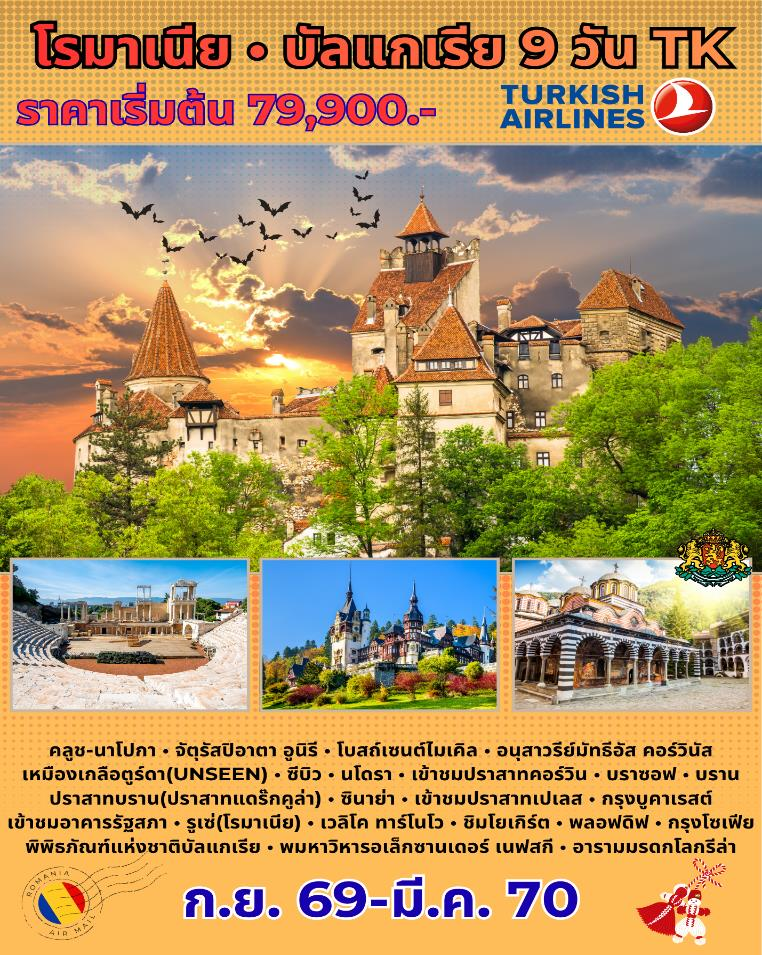 โรมาเนีย • บัลแกเรีย 9 วัน TK
ราคาเริ่มต้น 79,900.-
TURKISH
AIRLINES
คลูช-นาโปกา • จัตุรัสปิอาตา อูนิรี • โบสถ์เซนต์ไมเคิล • อนุสาวรีย์มัทธีอัส คอร์วินัส
เหมืองเกลือตูร์ดา(UNSEEN) • ซีบิว • นโดรา • เข้าชมปราสาทคอร์วิน • บราซอฟ • บราน
ปราสาทบราน(ปราสาทแดร๊กคูล่า) • ซินาย่า • เข้าชมปราสาทเปเลส • กรุงบูคาเรสต์
เข้าชมอาคารรัฐสภา • รูเซ่(โรมาเนีย) • เวลิโค ทาร์โนโว • ชิมโยเกิร์ต • พลอฟดิฟ • กรุงโซเฟีย
พิพิธภัณฑ์แห่งชาติบัลแกเรีย • พมหาวิหารอเล็กซานเดอร์ เนฟสกี • อารามมรดกโลกรีล่า
ROMANIA
AIR MAIL
ก.ย. 69-มี.ค. 70